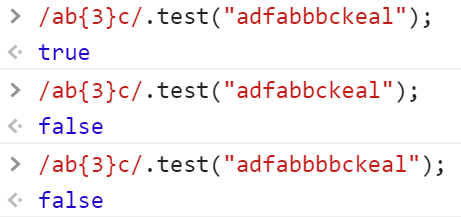 > /ab{3}c/.test("adfabbbckeal");
<· true
> /ab{3}c/.test("adfabbckeal");
<· false
> /ab{3}c/.test("adfabbbbckeal");
<· false